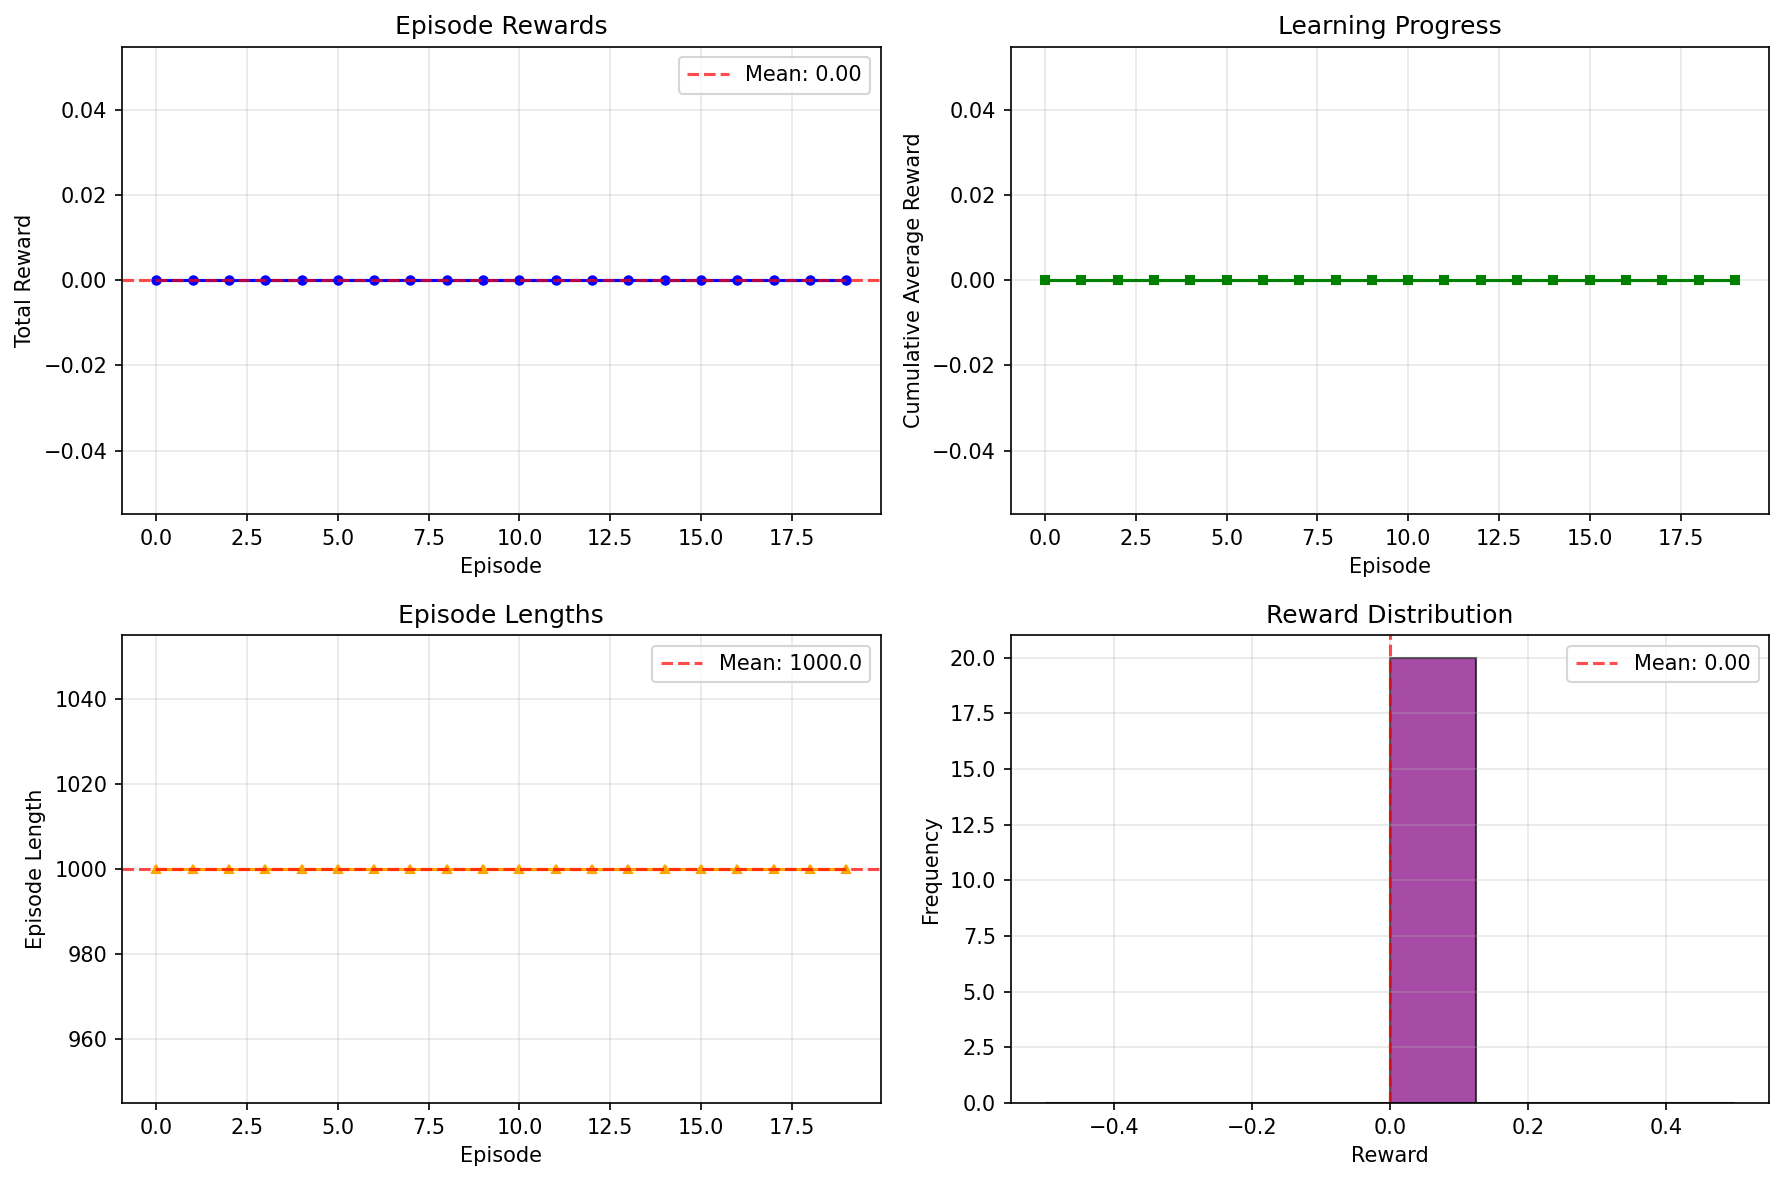 Episode Rewards
Mean: 0.00
Total Reward
0.04
0.02
0.00
−0.02
−0.04
0.0 2.5 5.0 7.5 10.0 12.5 15.0 17.5
Episode
Learning Progress
Cumulative Average Reward
0.04
0.02
0.00
−0.02
−0.04
0.0 2.5 5.0 7.5 10.0 12.5 15.0 17.5
Episode
Episode Lengths
Mean: 1000.0
Episode Length
1040
1020
1000
980
960
0.0 2.5 5.0 7.5 10.0 12.5 15.0 17.5
Episode
Reward Distribution
Mean: 0.00
Frequency
20.0
17.5
15.0
12.5
10.0
7.5
5.0
2.5
0.0
−0.4 −0.2 0.0 0.2 0.4
Reward